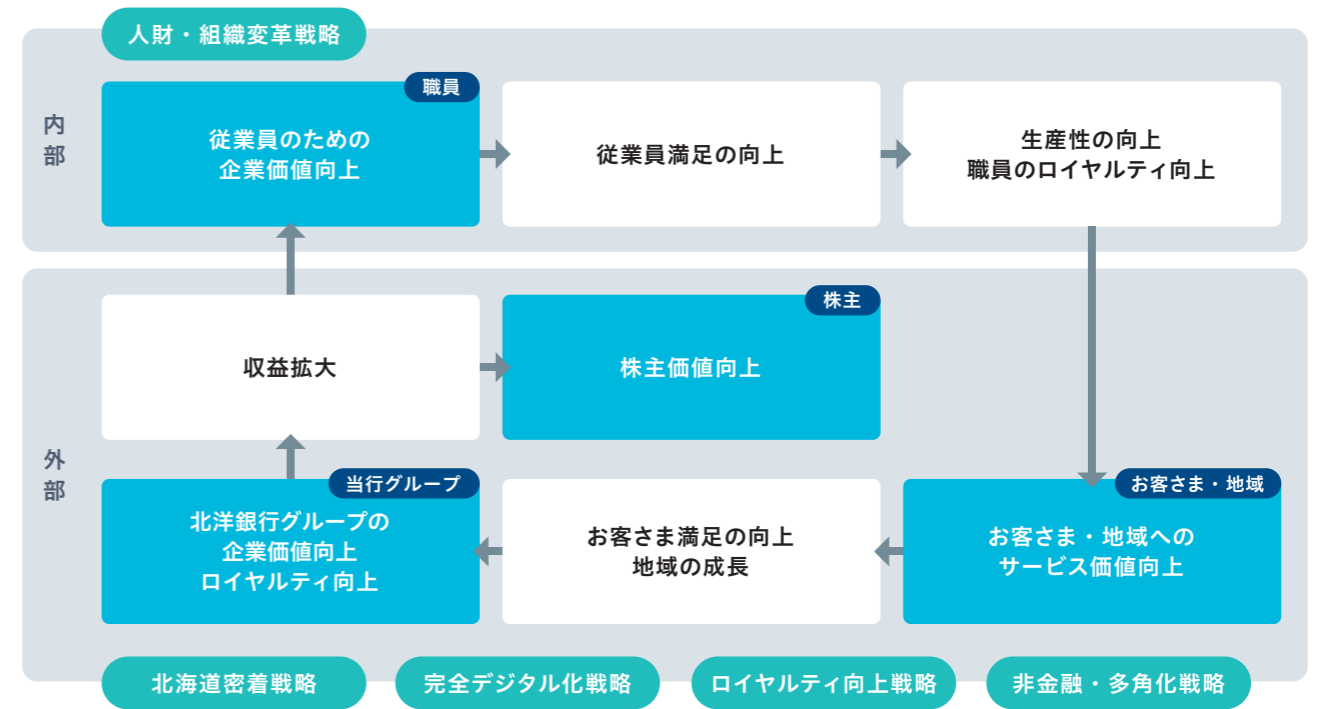 人財・組織変革戦略
内部
職員
従業員のための
企業価値向上
従業員満足の向上
生産性の向上
職員のロイヤルティ向上
外部
収益拡大
株主
株主価値向上
当行グループ
北洋銀行グループの
企業価値向上
ロイヤルティ向上
お客さま満足の向上
地域の成長
お客さま・地域
お客さま・地域への
サービス価値向上
北海道密着戦略
完全デジタル化戦略
ロイヤルティ向上戦略
非金融・多角化戦略